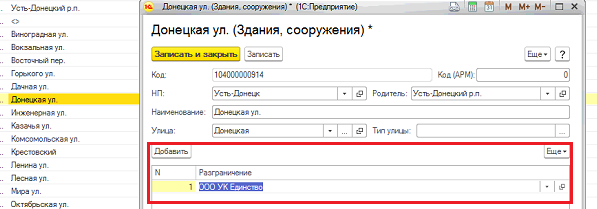 Усть-Донецкий р.п.
<>
Виноградная ул.
Вокзальная ул.
Восточный пер.
Горького ул.
Дачная ул.
Донецкая ул.
Инженерная ул.
Казачья ул.
Комсомольская ул.
Крестовский
Ленина ул.
Лесная ул.
Мира ул.
Октябрьская ул.
Донецкая ул. (Здания, сооружения) * (1С:Предприятие)
M M+ M-
Донецкая ул. (Здания, сооружения) *
Записать и закрыть Записать Еще ?
Код: 104000000914 Код (АРМ): 0
НП: Усть-Донецк Родитель: Усть-Донецкий р.п.
Наименование: Донецкая ул.
Улица: Донецкая ... Тип улицы: ...
Добавить Еще
N Разграничение
1 ООО УК Единство